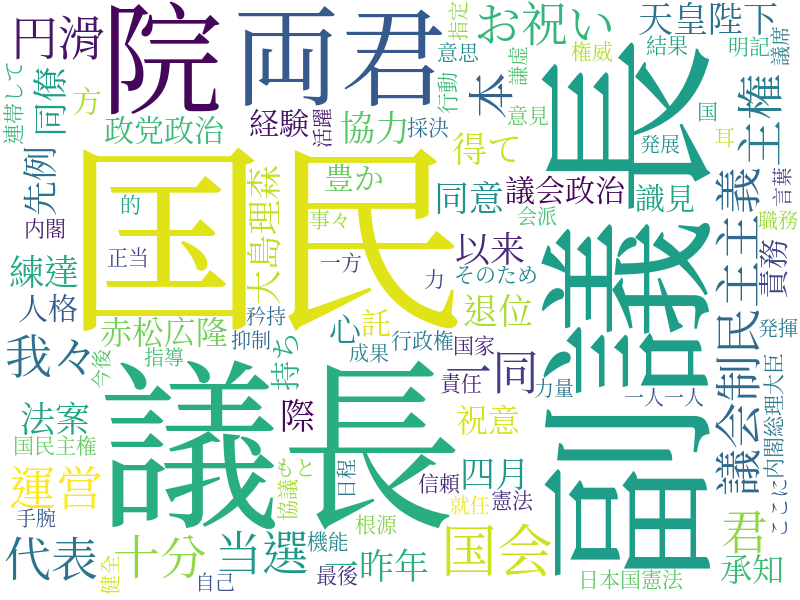 連帯して
円滑
院
両君
指定
お祝い
天皇陛下
意思
権威
結果
明記
議席
同僚
方
行動
謙虚
本
長
政党政治
経験
活躍
協力
採決
意見
国
発展
耳
主権
先例
国民
得て
豊か
同意
議会政治
会派
識見
言葉
大島理森
的
事々
内閣
正当
一方
力
以来
そのため
職務
責務
議会制民主主義
練達
人格
赤松広隆
矜持
心
託
退位
副議長
発揮
我々
今後
指導
抑制
持ち
成果
行政権
国家
一同
責任
力量
一人一人
内閣総理大臣
法案
議長
際
祝意
国民主権
運営
協議
もと
日程
信頼
四月
就任
憲法
ここに
手腕
根源
君
代表
十分
当選
機能
昨年
国会
承知
健全
自己
最後
日本国憲法